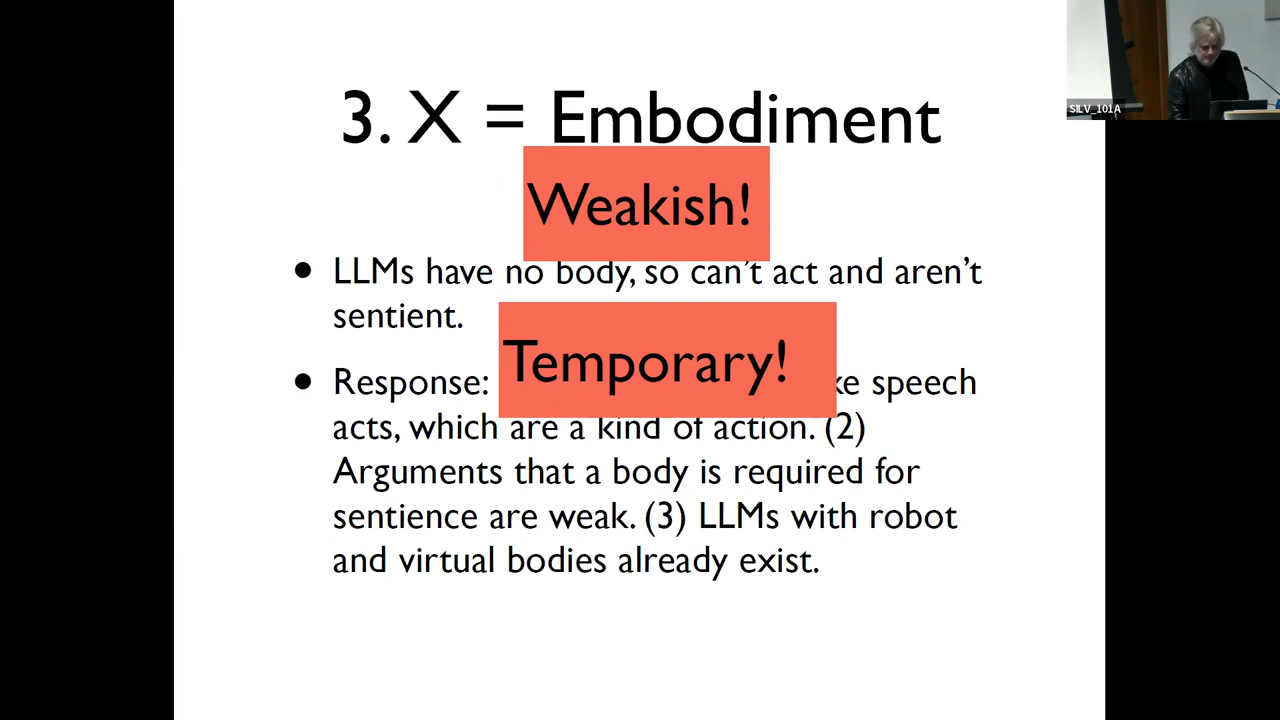 SILV_101A
3. X = Embodiment
Weakish!
LLMs have no body, so can't act and aren't
sentient.
Temporary!
Response: speech
acts, which are a kind of action. (2)
Arguments that a body is required for
sentience are weak. (3) LLMs with robot
and virtual bodies already exist.